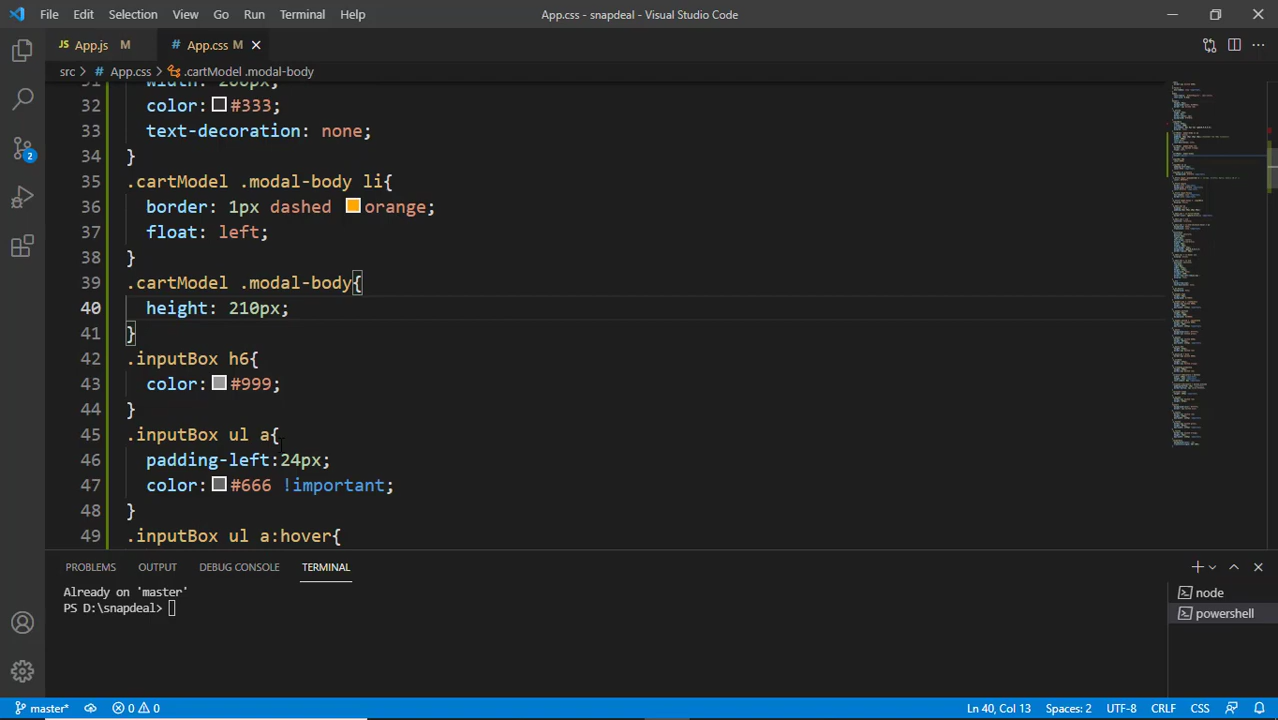 File Edit Selection View Go Run Terminal Help App.css - snapdeal - Visual Studio Code
JS App.js M # App.css M
src > # App.css > .cartModel .modal-body
31 width: 200px;
32 color: #333;
33 text-decoration: none;
34 }
35 .cartModel .modal-body li{
36 border: 1px dashed orange;
37 float: left;
38 }
39 .cartModel .modal-body{
40 height: 210px;
41 }
42 .inputBox h6{
43 color: #999;
44 }
45 .inputBox ul a{
46 padding-left:24px;
47 color: #666 !important;
48 }
49 .inputBox ul a:hover{
2
PROBLEMS OUTPUT DEBUG CONSOLE TERMINAL
Already on 'master'
PS D:\snapdeal>
node
powershell
master* 0 0 Ln 40, Col 13 Spaces: 2 UTF-8 CRLF CSS